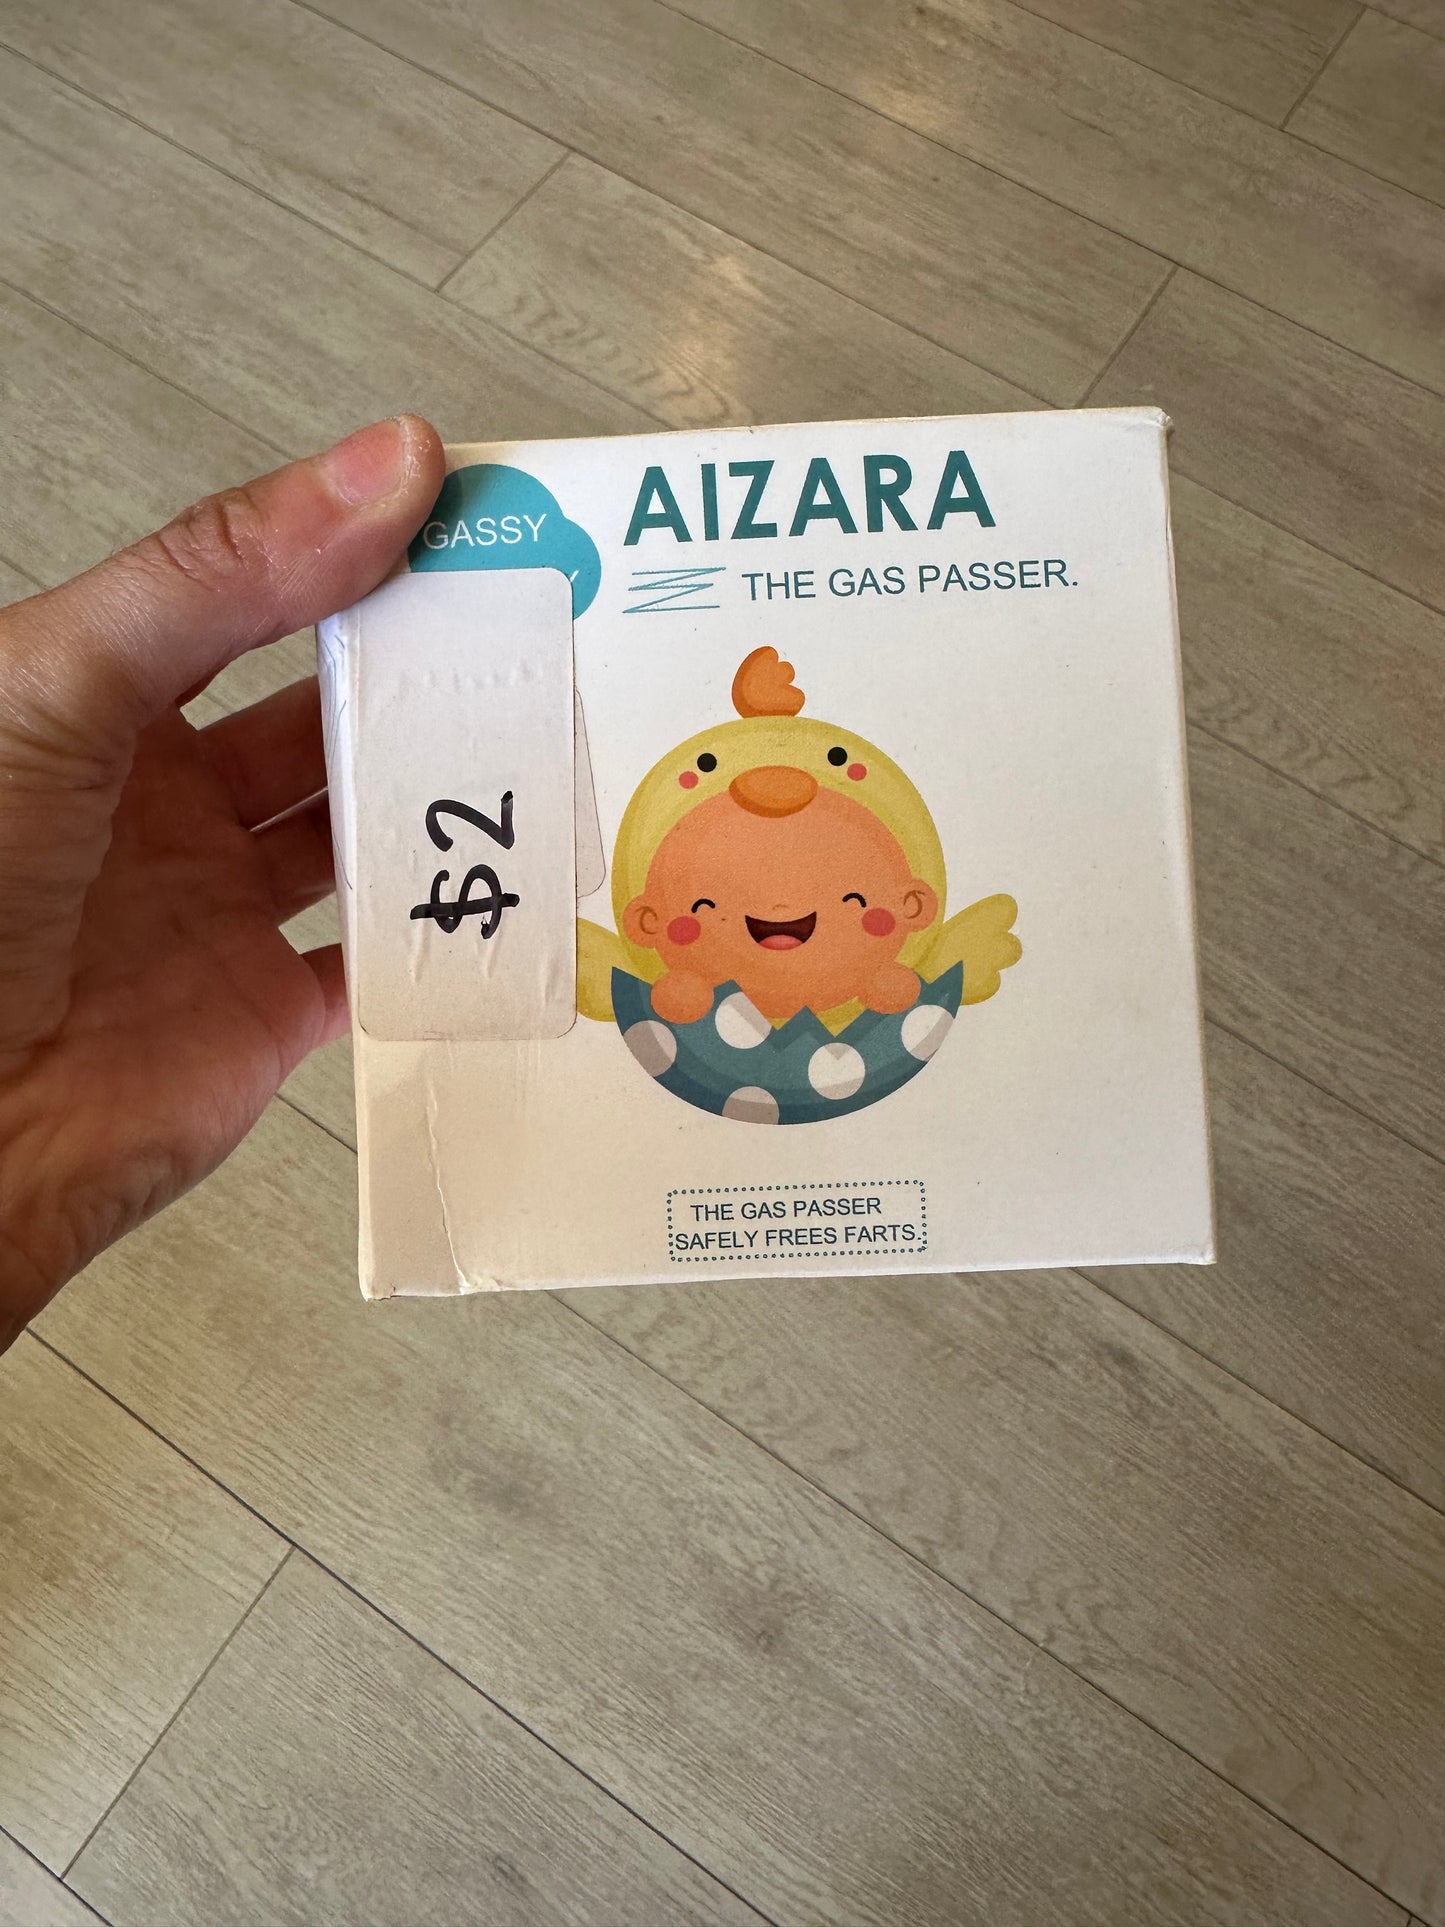 GASSY
AIZARA
THE GAS PASSER.
$2
THE GAS PASSER
SAFELY FREES FARTS.